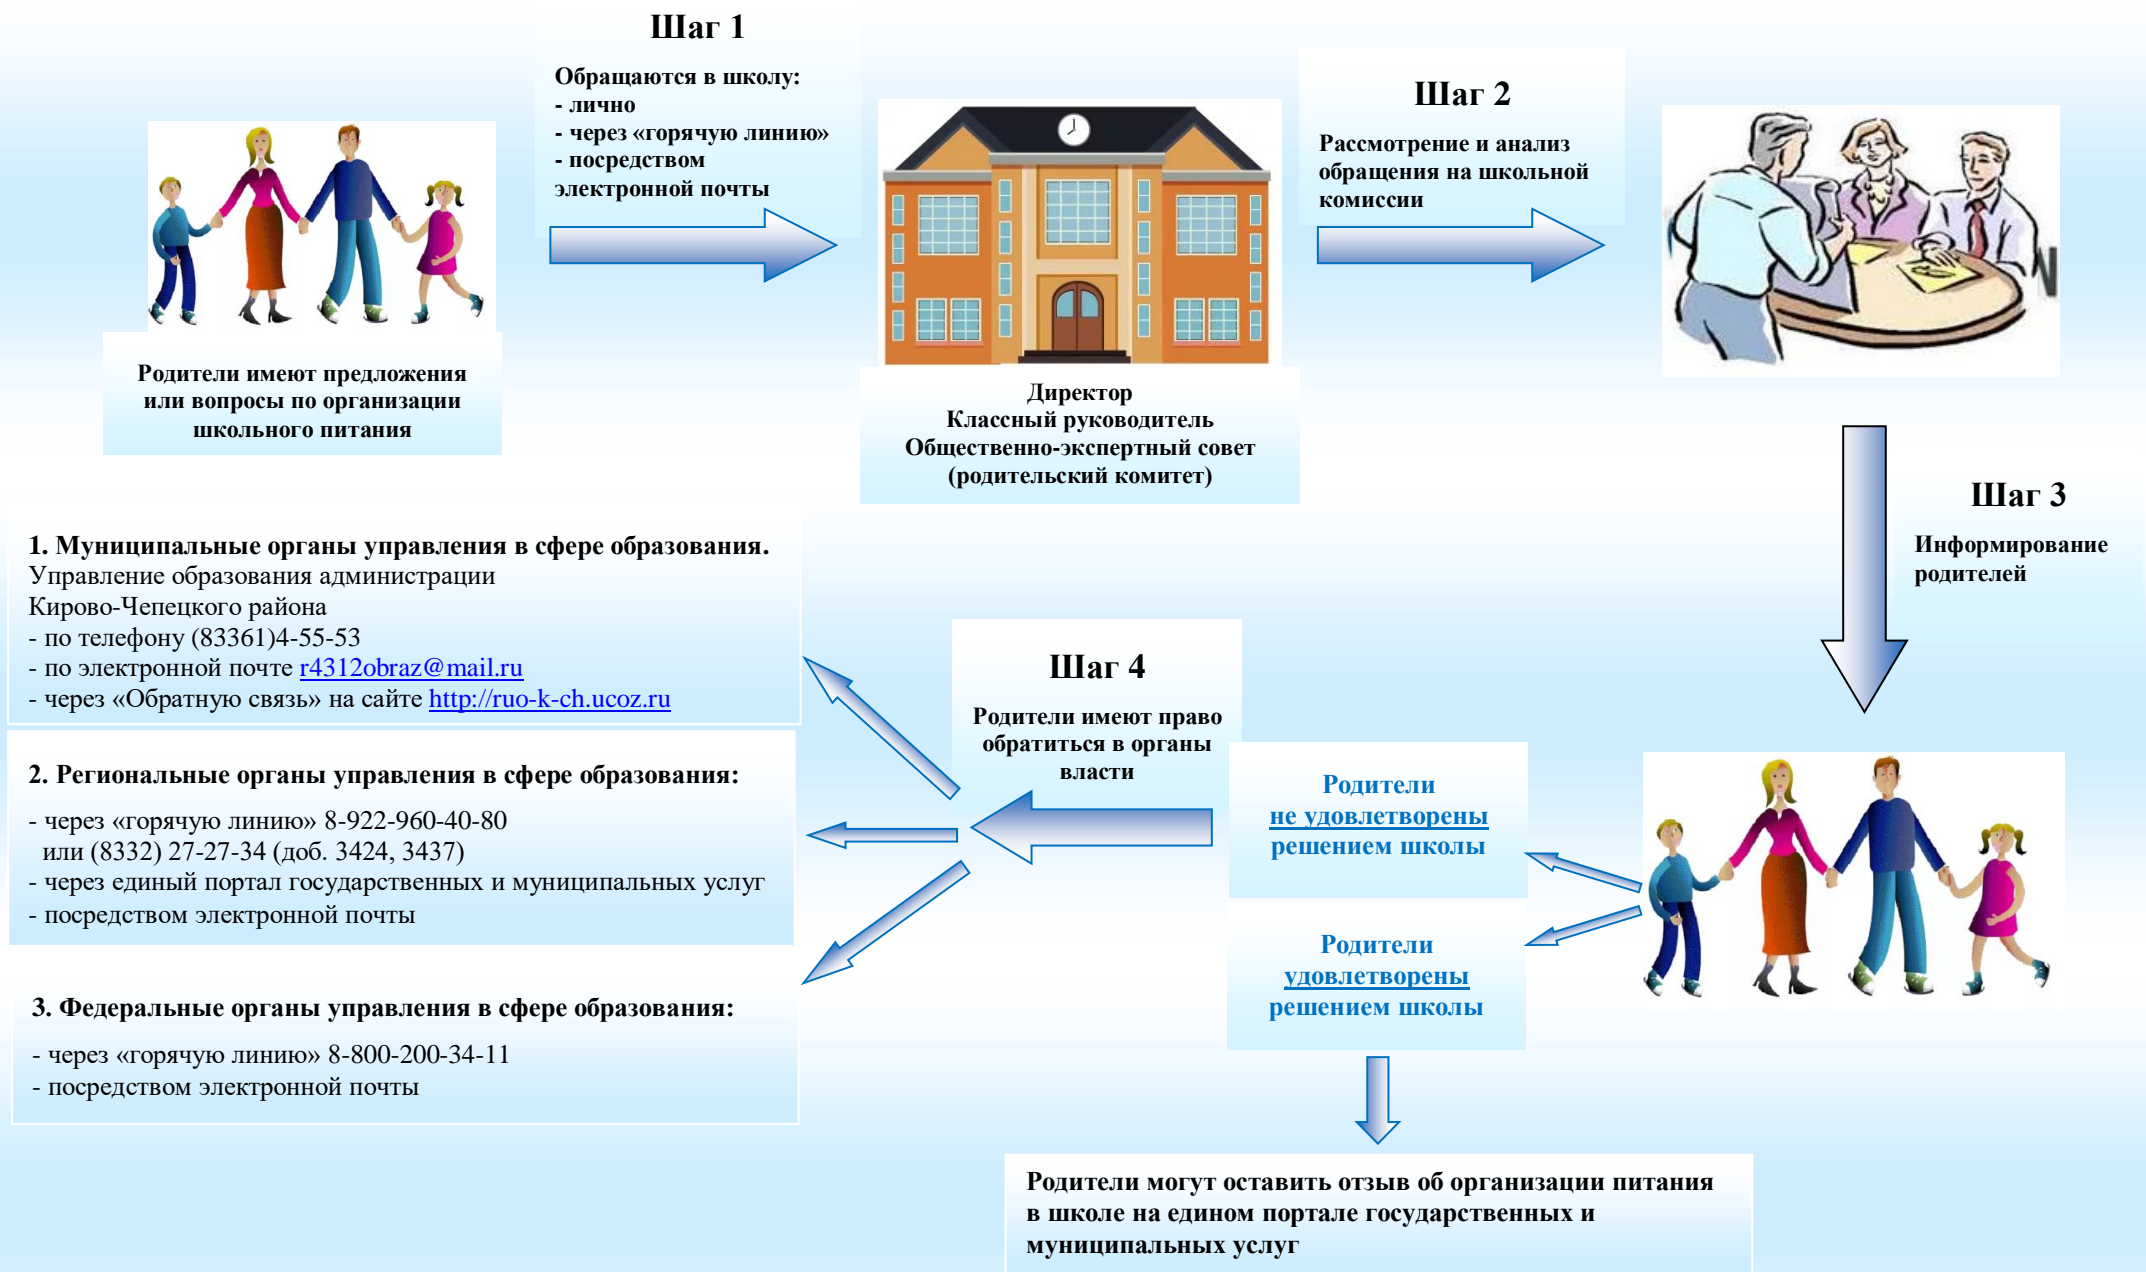 Шаг 1
Обращаются в школу:
- лично
- через «горячую линию»
- посредством
электронной почты
Шаг 2
Рассмотрение и анализ
обращения на школьной
комиссии
Родители имеют предложения
или вопросы по организации
школьного питания
Директор
Классный руководитель
Общественно-экспертный совет
(родительский комитет)
N
Шаг 3
Информирование
родителей
1. Муниципальные органы управления в сфере образования.
Управление образования администрации
Кирово-Чепецкого района
- по телефону (83361)4-55-53
- по электронной почте r4312obraz@mail.ru
- через «Обратную связь» на сайте http://ruo-k-ch.ucoz.ru
Шаг 4
Родители имеют право
обратиться в органы
власти
2. Региональные органы управления в сфере образования:
- через «горячую линию» 8-922-960-40-80
или (8332) 27-27-34 (доб. 3424, 3437)
- через единый портал государственных и муниципальных услуг
- посредством электронной почты
Родители
не удовлетворены
решением школы
Родители
удовлетворены
решением школы
3. Федеральные органы управления в сфере образования:
- через «горячую линию» 8-800-200-34-11
- посредством электронной почты
Родители могут оставить отзыв об организации питания
в школе на едином портале государственных и
муниципальных услуг